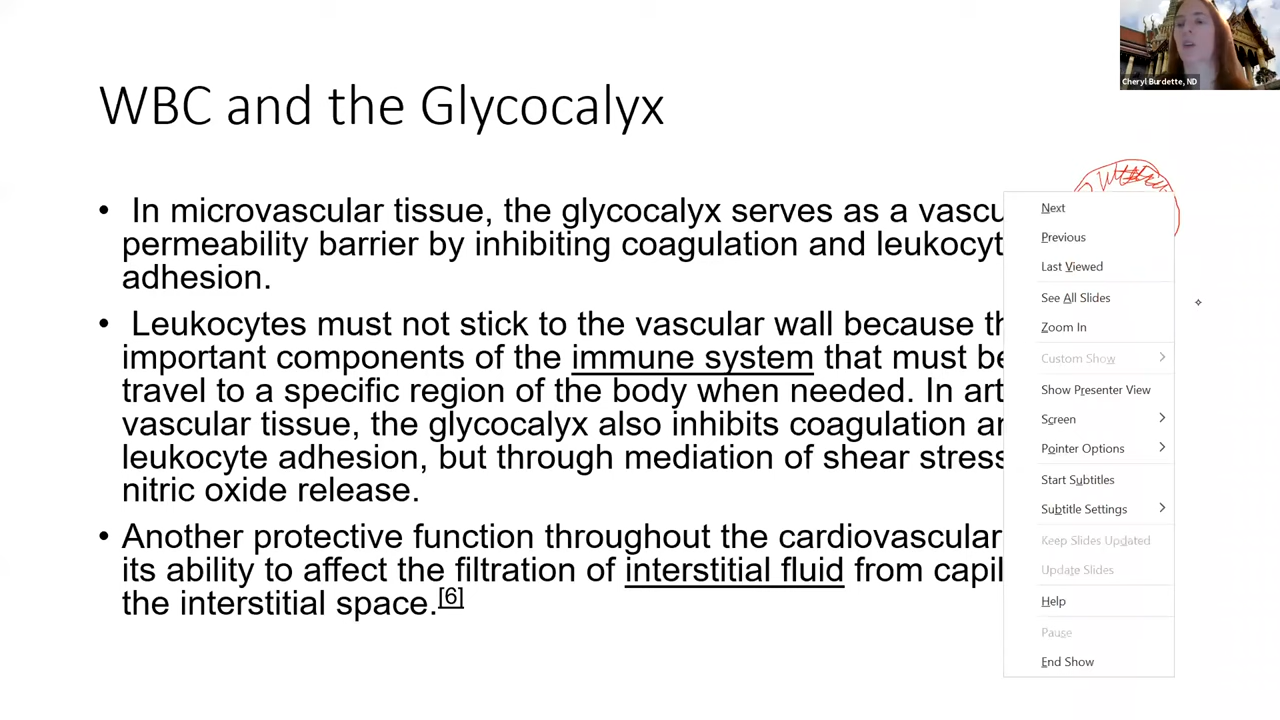 Cheryl Burdette, ND
WBC and the Glycocalyx
• In microvascular tissue, the glycocalyx serves as a vascu
permeability barrier by inhibiting coagulation and leukocyt
adhesion.
• Leukocytes must not stick to the vascular wall because th
important components of the immune system that must be
travel to a specific region of the body when needed. In art
vascular tissue, the glycocalyx also inhibits coagulation an
leukocyte adhesion, but through mediation of shear stress
nitric oxide release.
• Another protective function throughout the cardiovascular
its ability to affect the filtration of interstitial fluid from capil
the interstitial space.[6]
Next
Previous
Last Viewed
See All Slides
Zoom In
Custom Show
Show Presenter View
Screen
Pointer Options
Start Subtitles
Subtitle Settings
Keep Slides Updated
Update Slides
Help
Pause
End Show